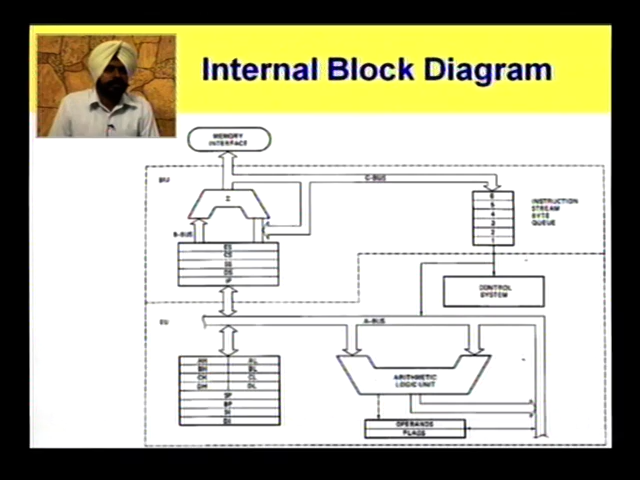 Internal Block Diagram
MEMORY
INTERFACE
C-BUS
BIU
Σ
6
5
4
3
2
1
INSTRUCTION
STREAM
BYTE
QUEUE
B-BUS
ES
CS
SS
DS
IP
CONTROL
SYSTEM
EU
A-BUS
AH AL
BH BL
CH CL
DH DL
SP
BP
SI
DI
ARITHMETIC
LOGIC UNIT
OPERANDS
FLAGS